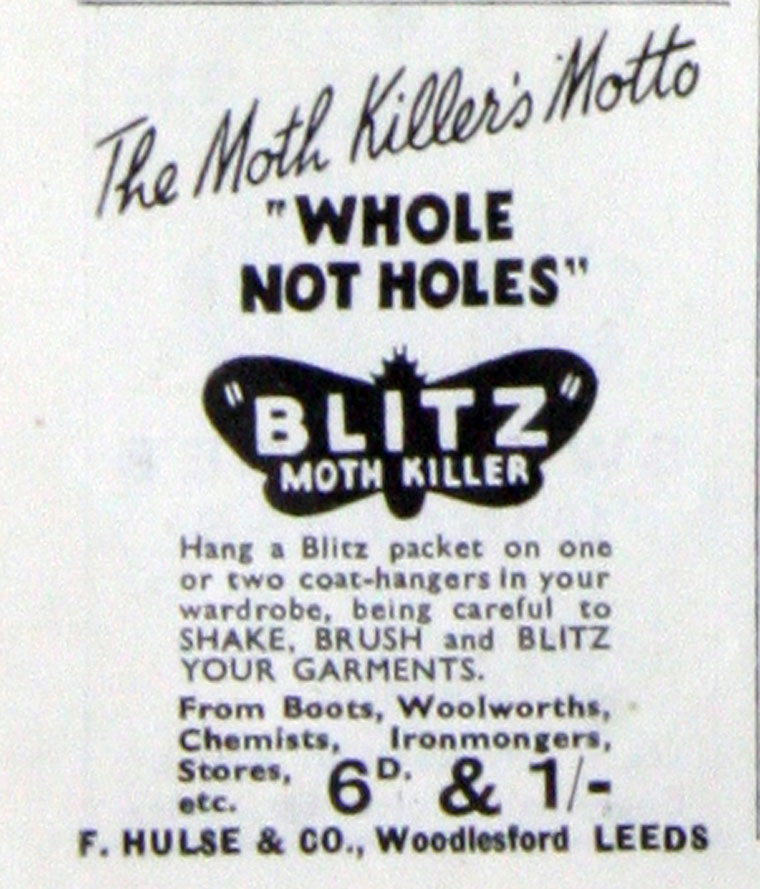 The Moth Killer's Motto
"WHOLE
NOT HOLES"
"BLITZ"
MOTH KILLER
Hang a Blitz packet on one
or two coat-hangers in your
wardrobe, being careful to
SHAKE, BRUSH and BLITZ
YOUR GARMENTS.
From Boots, Woolworths,
Chemists, Ironmongers,
Stores, etc. 6D. & 1/-
F. HULSE & CO., Woodlesford LEEDS